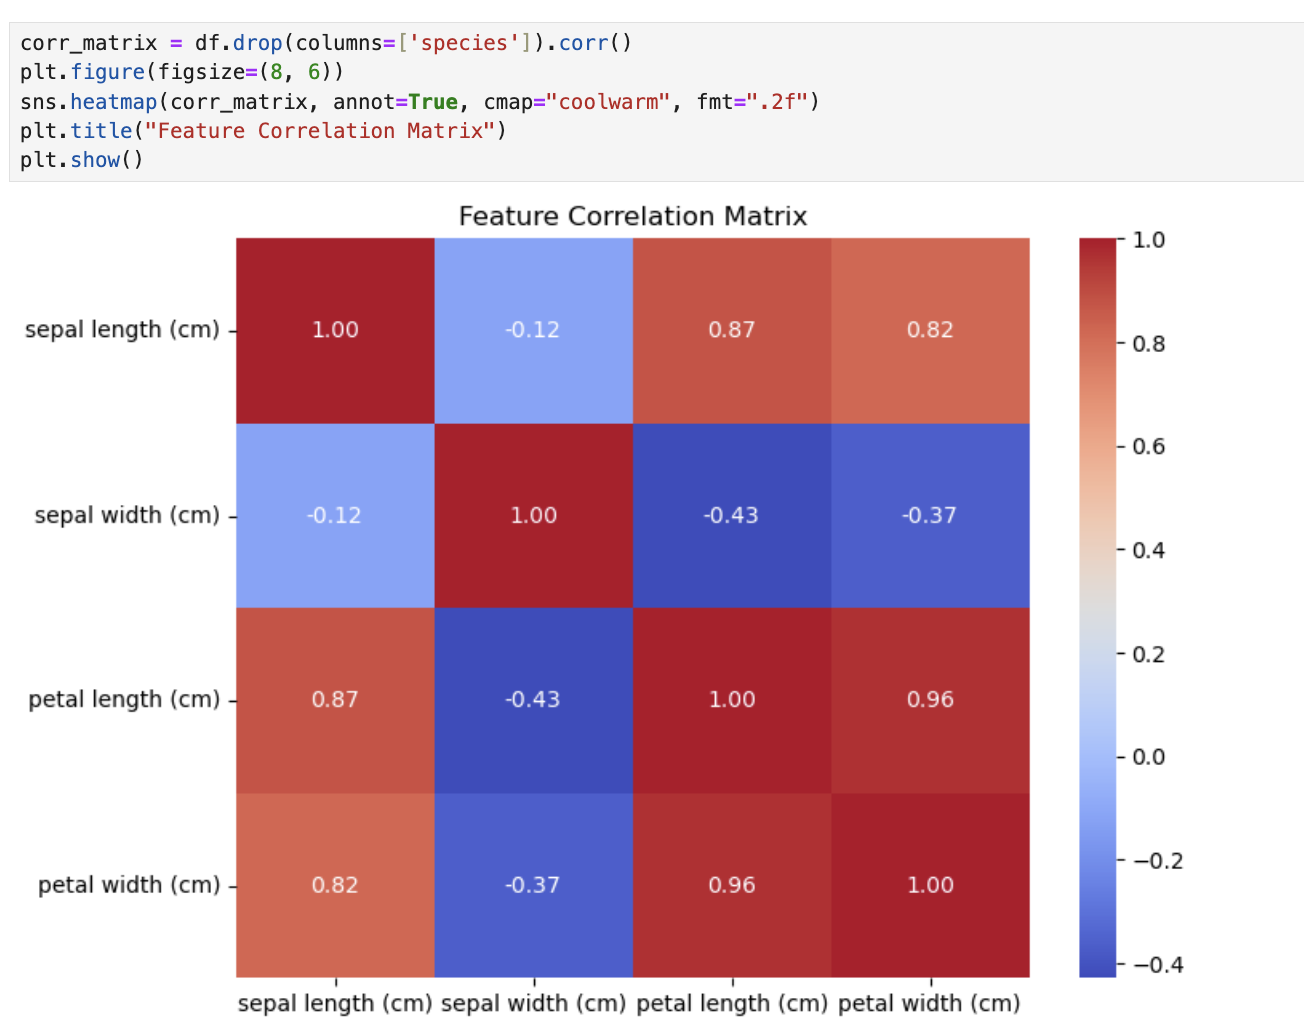 corr_matrix = df.drop(columns=['species']).corr()
plt.figure(figsize=(8, 6))
sns.heatmap(corr_matrix, annot=True, cmap="coolwarm", fmt=".2f")
plt.title("Feature Correlation Matrix")
plt.show()
Feature Correlation Matrix
sepal length (cm) 1.00 -0.12 0.87 0.82
sepal width (cm) -0.12 1.00 -0.43 -0.37
petal length (cm) 0.87 -0.43 1.00 0.96
petal width (cm) 0.82 -0.37 0.96 1.00
sepal length (cm) sepal width (cm) petal length (cm) petal width (cm)
1.0
0.8
0.6
0.4
0.2
0.0
−0.2
−0.4